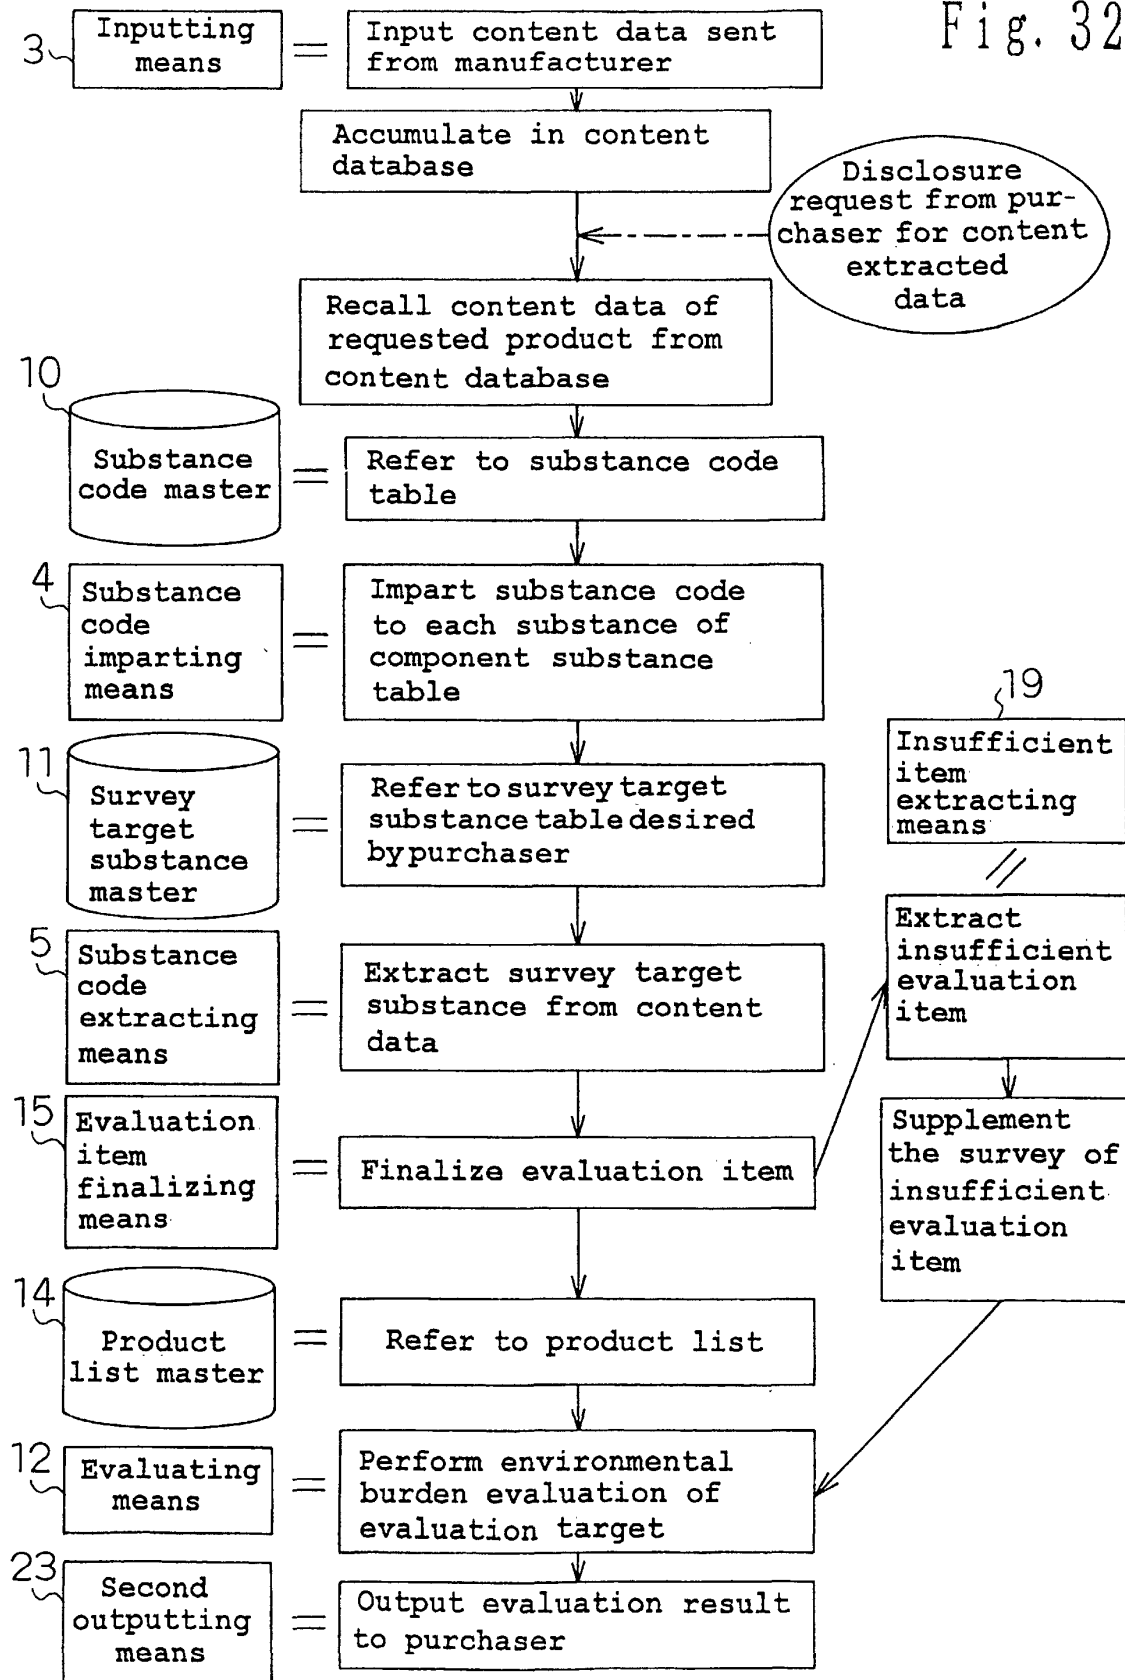 Fig. 32
3
Inputting
means
=
Input content data sent
from manufacturer
Accumulate in content
database
Disclosure
request from pur-
chaser for content
extracted
data
Recall content data of
requested product from
content database
10
Substance
code master
=
Refer to substance code
table
4
Substance
code
imparting
means
=
Impart substance code
to each substance of
component substance
table
11
Survey
target
substance
master
=
Refer to survey target
substance table desired
by purchaser
19
Insufficient
item
extracting
means
=
Extract
insufficient
evaluation
item
5
Substance
code
extracting
means
=
Extract survey target
substance from content
data
15
Evaluation
item
finalizing
means
=
Finalize evaluation item
Supplement
the survey of
insufficient
evaluation
item
14
Product
list master
=
Refer to product list
12
Evaluating
means
=
Perform environmental
burden evaluation of
evaluation target
23
Second
outputting
means
=
Output evaluation result
to purchaser